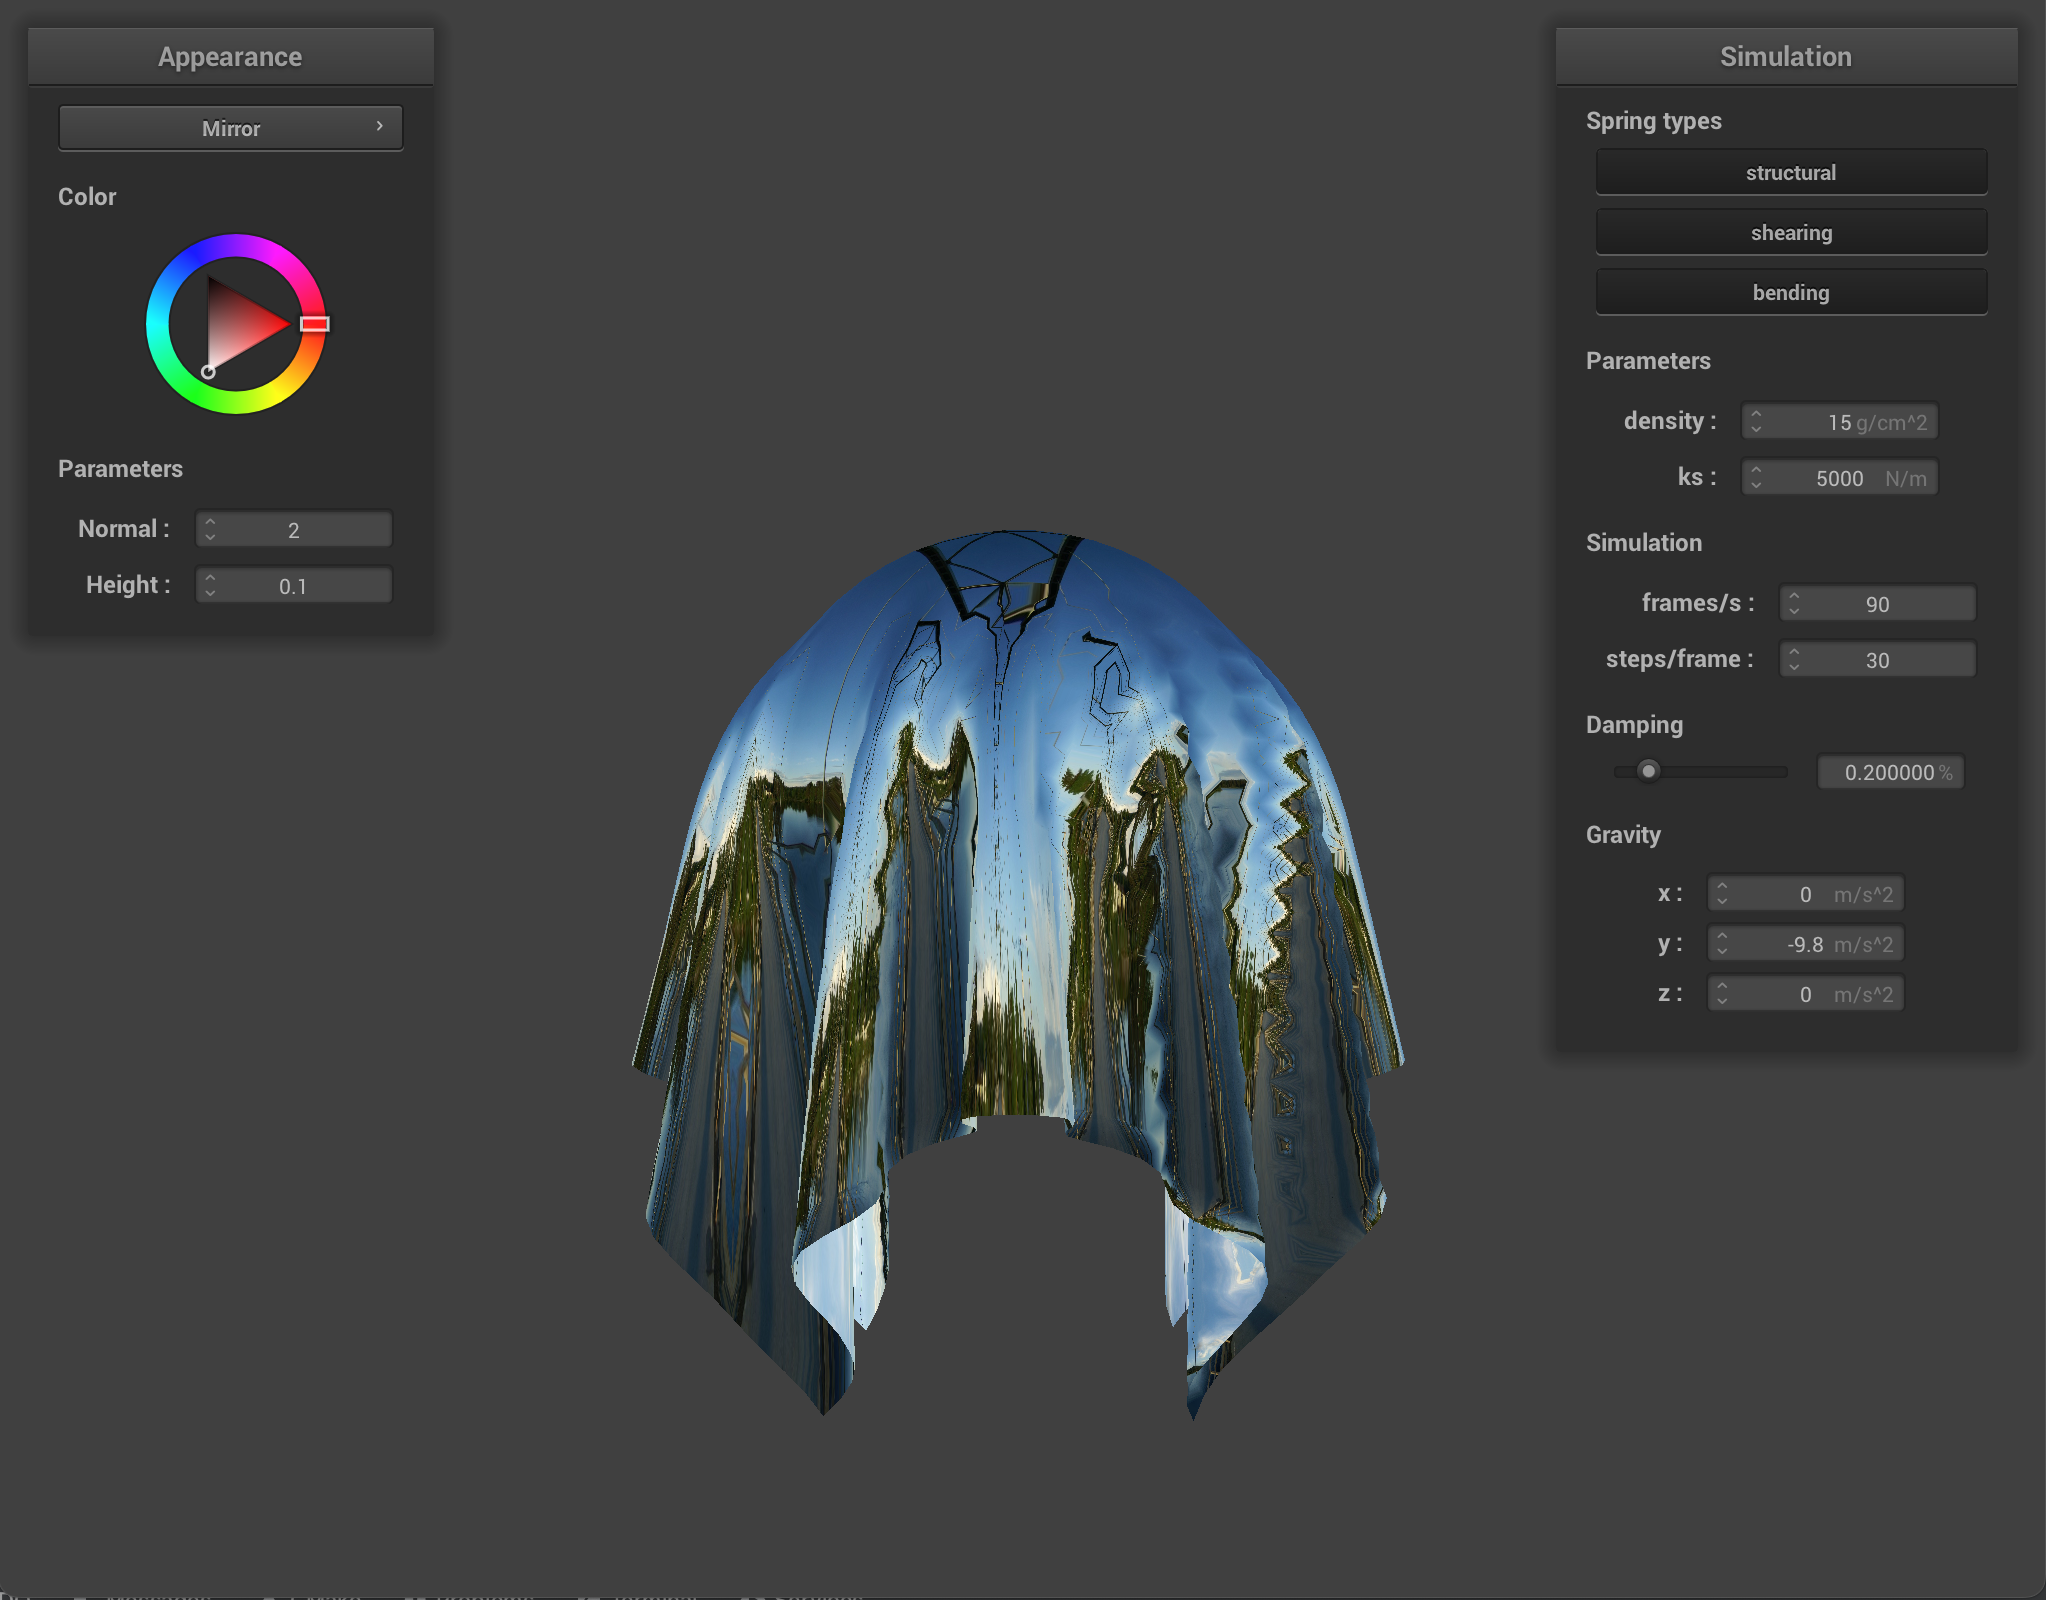 Appearance
Mirror
Color
Parameters
Normal : 2
Height : 0.1
Simulation
Spring types
structural
shearing
bending
Parameters
density : 15 g/cm^2
ks : 5000 N/m
Simulation
frames/s : 90
steps/frame : 30
Damping
0.200000 %
Gravity
x : 0 m/s^2
y : -9.8 m/s^2
z : 0 m/s^2